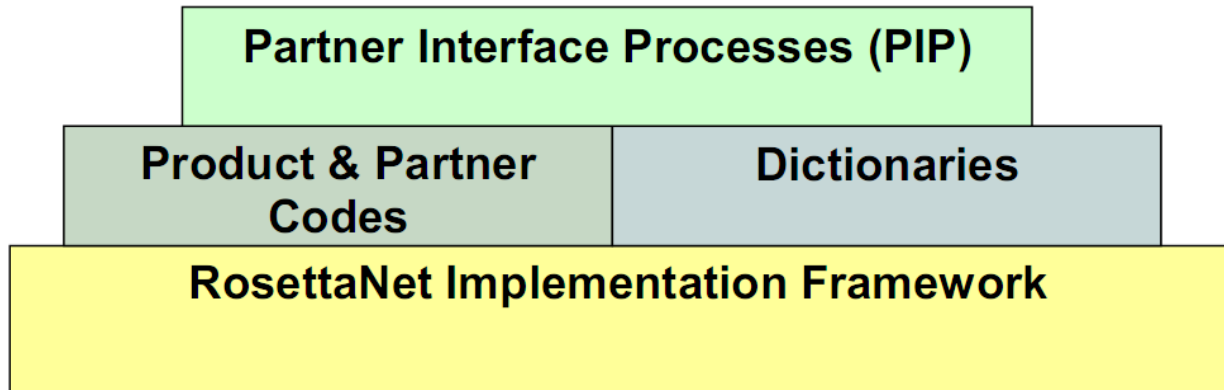 Partner Interface Processes (PIP)
Product & Partner
Codes
Dictionaries
RosettaNet Implementation Framework